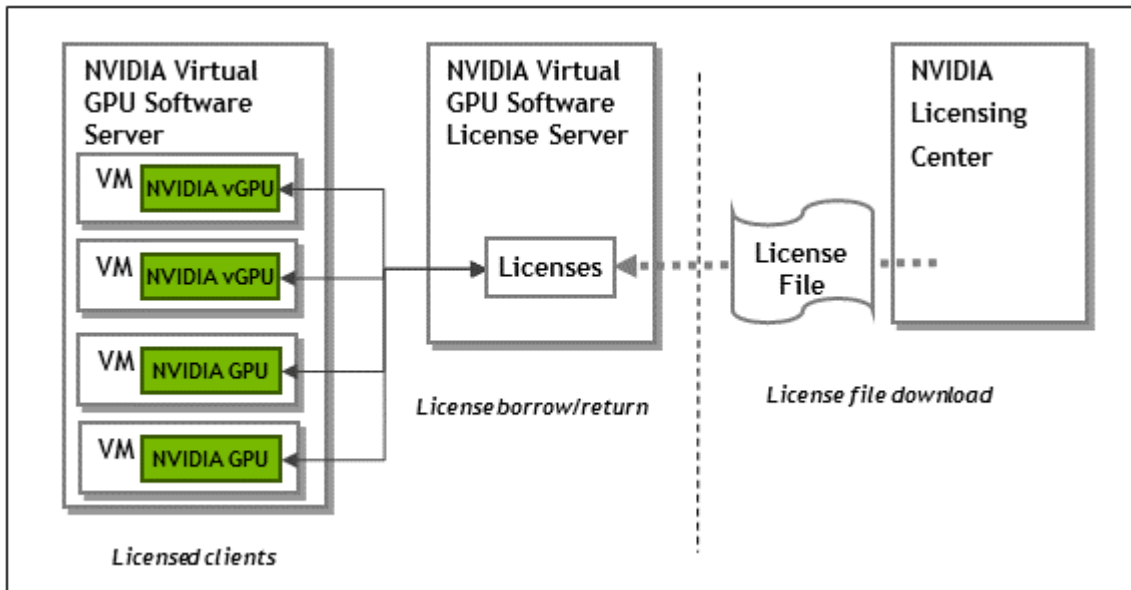 NVIDIA Virtual
GPU Software
Server
VM
NVIDIA vGPU
VM
NVIDIA vGPU
VM
NVIDIA GPU
VM
NVIDIA GPU
Licensed clients
NVIDIA Virtual
GPU Software
License Server
Licenses
License borrow/return
License
File
License file download
NVIDIA
Licensing
Center